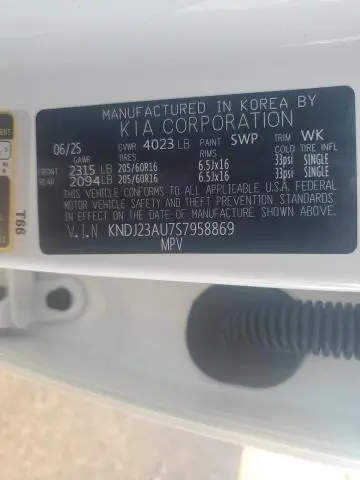 MANUFACTURED IN KOREA BY
KIA CORPORATION
06/25 GVWR 4023 LB PAINT SWP TRIM WK
GAWR TIRES RIMS COLD TIRE INFL
FRONT 2315 LB 205/60R16 6.5Jx16 33psi SINGLE
REAR 2094 LB 205/60R16 6.5Jx16 33psi SINGLE
THIS VEHICLE CONFORMS TO ALL APPLICABLE U.S.A. FEDERAL
MOTOR VEHICLE SAFETY AND THEFT PREVENTION STANDARDS
IN EFFECT ON THE DATE OF MANUFACTURE SHOWN ABOVE.
V.I.N KNDJ23AU7S7958869
MPV
T66